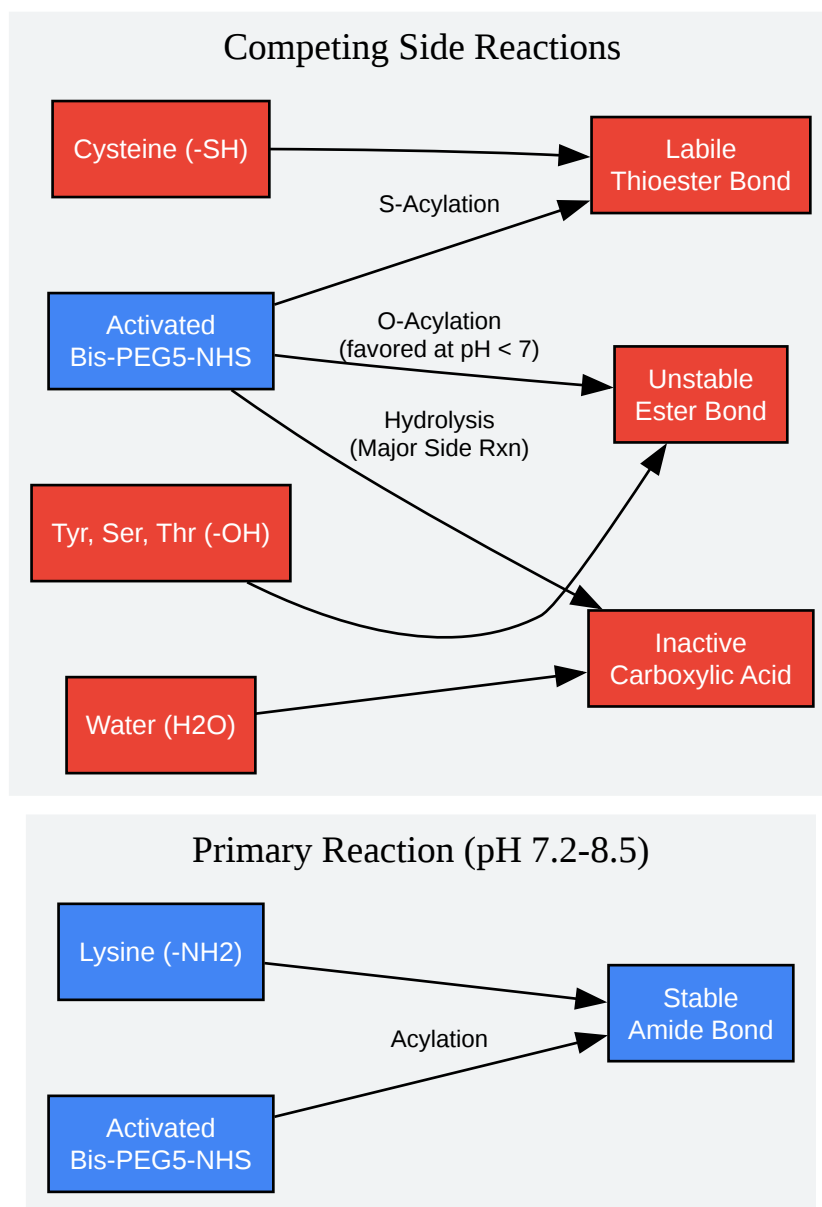 Competing Side Reactions
Cysteine (-SH)
Labile
Thioester Bond
S-Acylation
Activated
Bis-PEG5-NHS
O-Acylation
(favored at pH < 7)
Unstable
Ester Bond
Hydrolysis
(Major Side Rxn)
Tyr, Ser, Thr (-OH)
Inactive
Carboxylic Acid
Water (H2O)
Primary Reaction (pH 7.2-8.5)
Lysine (-NH2)
Stable
Amide Bond
Acylation
Activated
Bis-PEG5-NHS